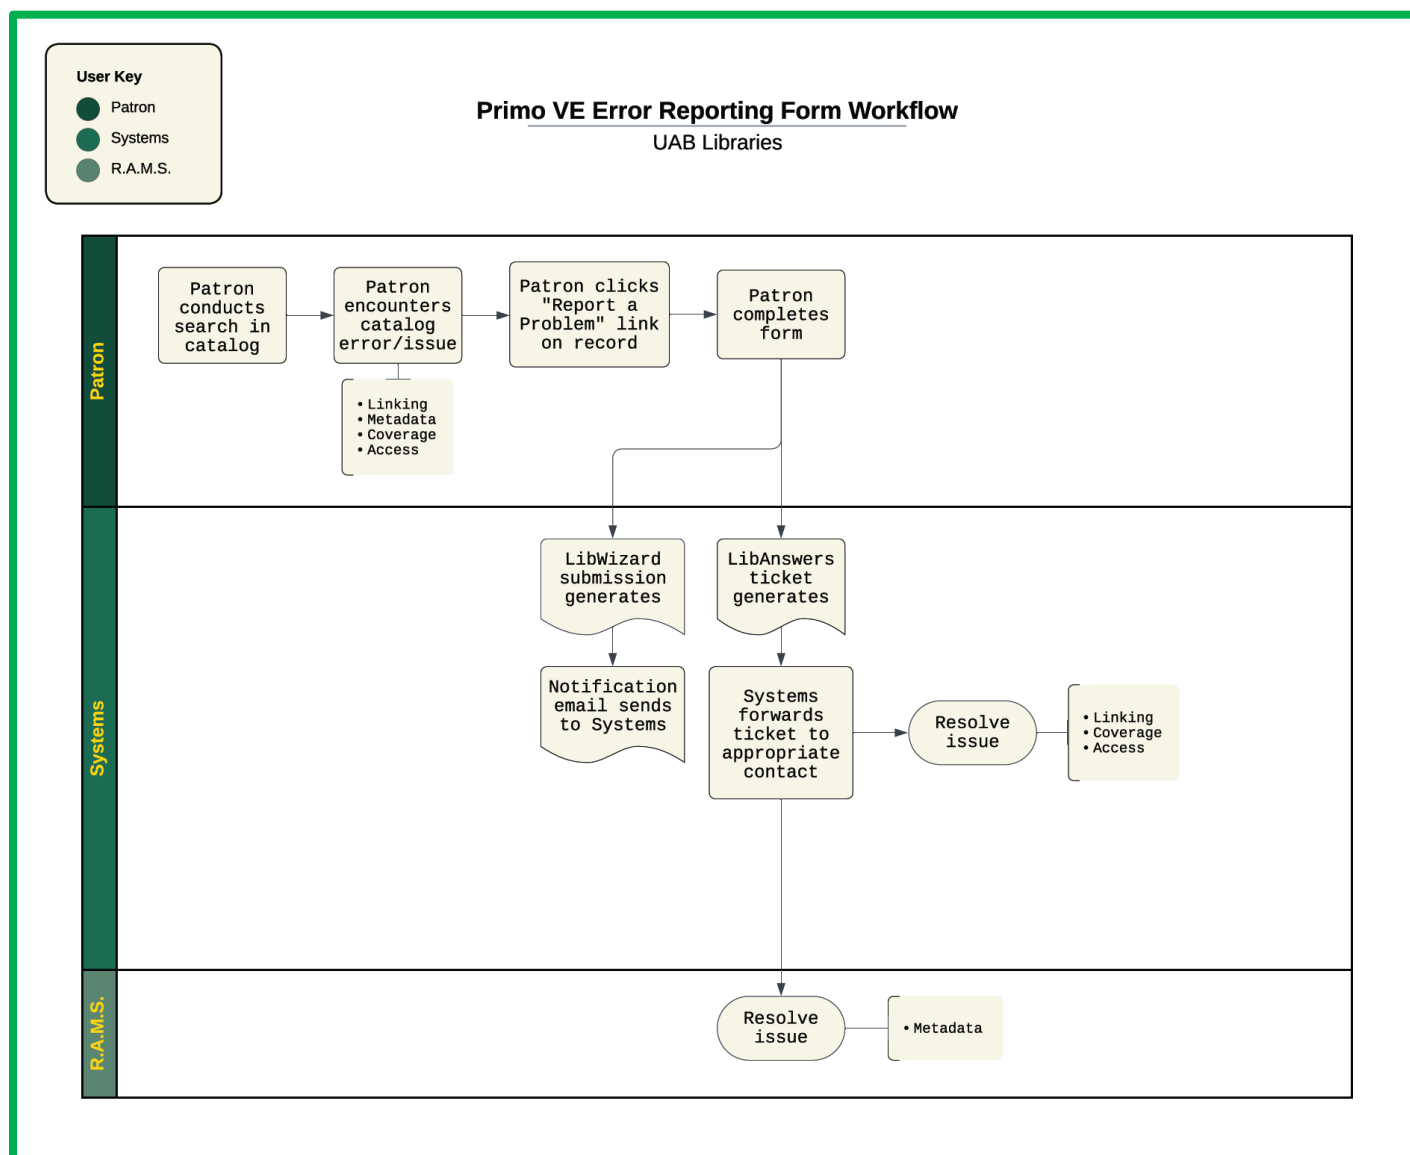 User Key
Patron
Systems
R.A.M.S.
Primo VE Error Reporting Form Workflow
UAB Libraries
Patron
Patron
conducts
search in
catalog
Patron
encounters
catalog
error/issue
Patron clicks
"Report a
Problem" link
on record
Patron
completes
form
• Linking
• Metadata
• Coverage
• Access
Systems
LibWizard
submission
generates
LibAnswers
ticket
generates
Notification
email sends
to Systems
Systems
forwards
ticket to
appropriate
contact
Resolve
issue
• Linking
• Coverage
• Access
R.A.M.S.
Resolve
issue
• Metadata